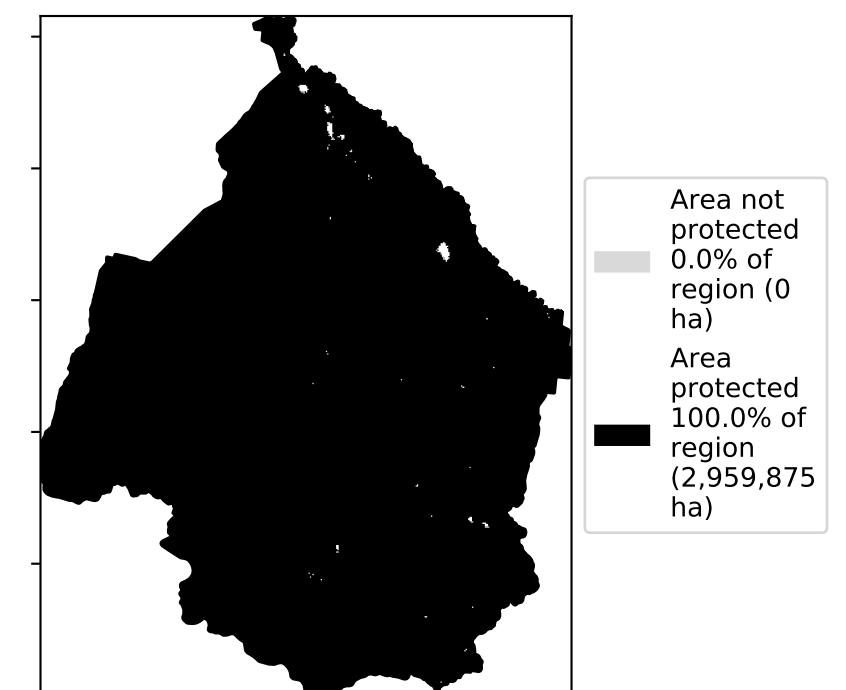 Area not
protected
0.0% of
region (0
ha)
Area
protected
100.0% of
region
(2,959,875
ha)